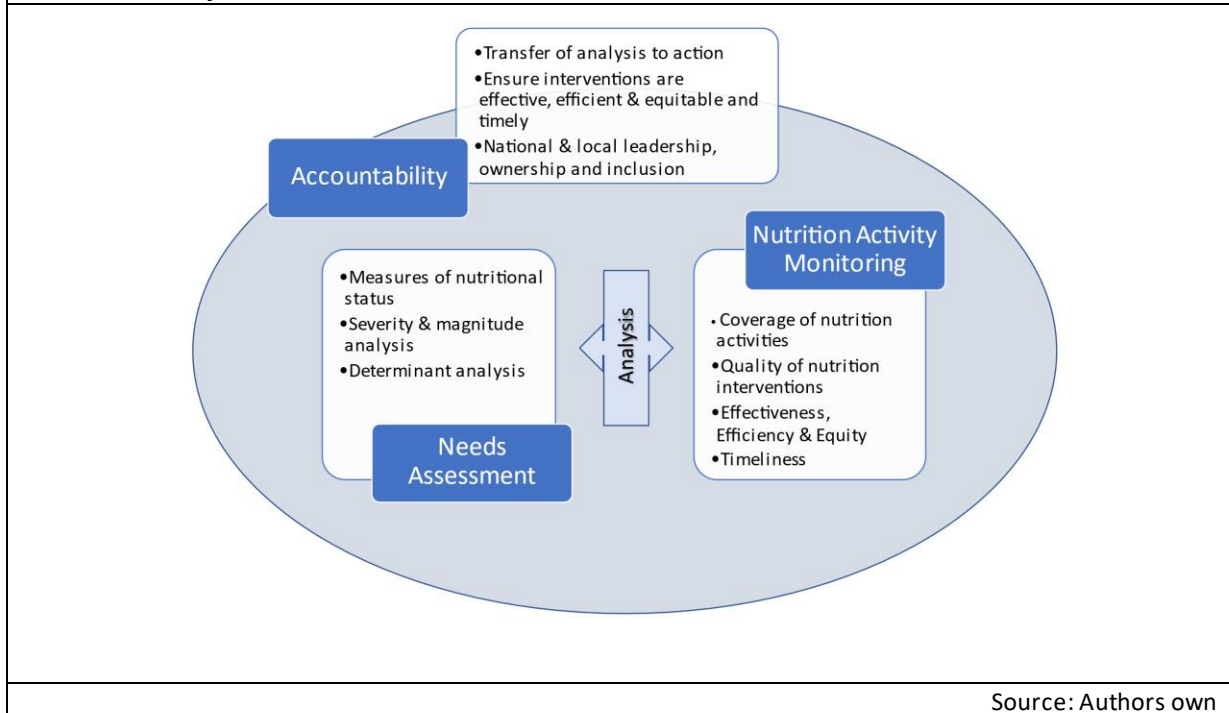 •Transfer of analysis to action
•Ensure interventions are
effective, efficient & equitable and
timely
•National & local leadership,
ownership and inclusion
Accountability
Nutrition Activity
Monitoring
•Measures of nutritional
status
•Severity & magnitude
analysis
•Determinant analysis
Needs
Assessment
Analysis
• Coverage of nutrition
activities
•Quality of nutrition
interventions
•Effectiveness,
Efficiency & Equity
•Timeliness
Source: Authors own